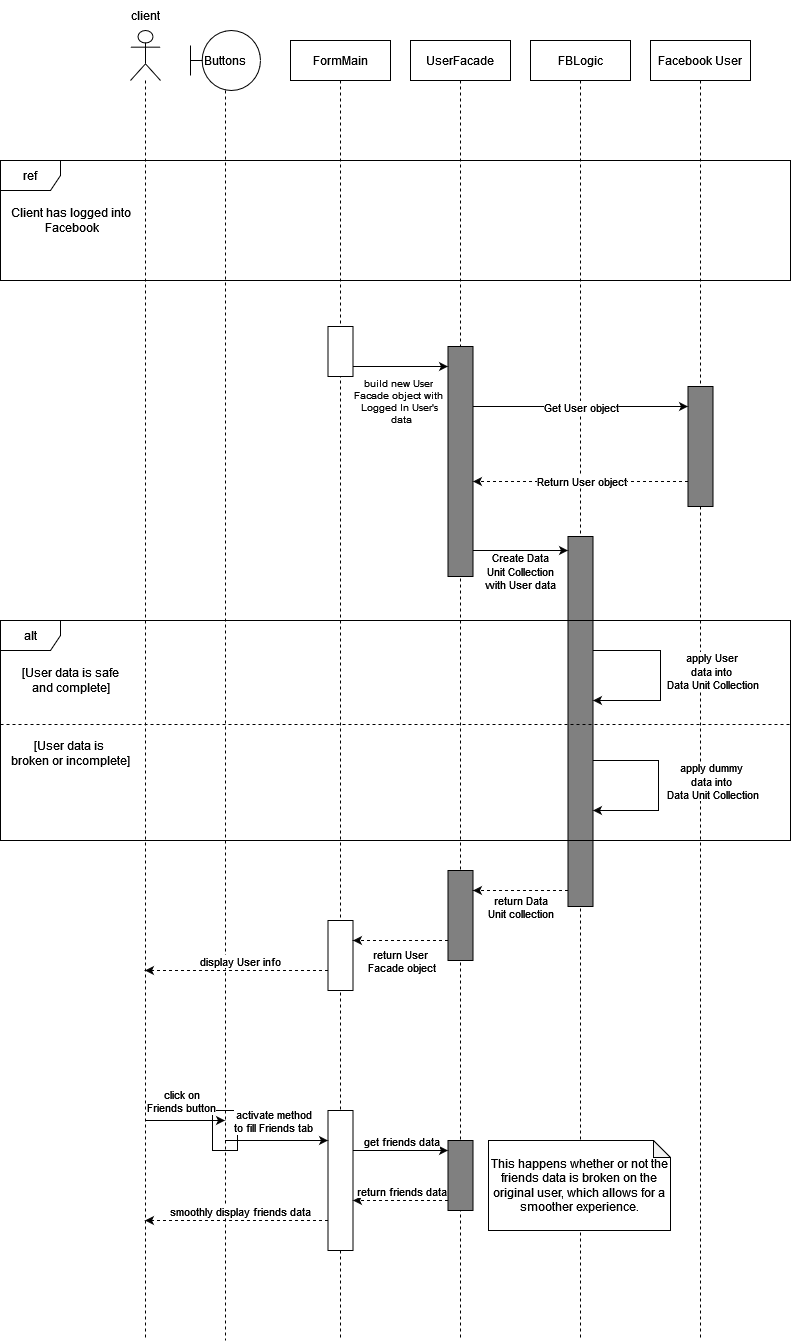 client
Buttons
FormMain
UserFacade
FBLogic
Facebook User
ref
Client has logged into
Facebook
build new User
Facade object with
Logged In User's
data
Get User object
Return User object
Create Data
Unit Collection
with User data
alt
[User data is safe
and complete]
apply User
data into
Data Unit Collection
[User data is
broken or incomplete]
apply dummy
data into
Data Unit Collection
return Data
Unit collection
return User
Facade object
display User info
click on
Friends button
activate method
to fill Friends tab
get friends data
return friends data
smoothly display friends data
This happens whether or not the
friends data is broken on the
original user, which allows for a
smoother experience.